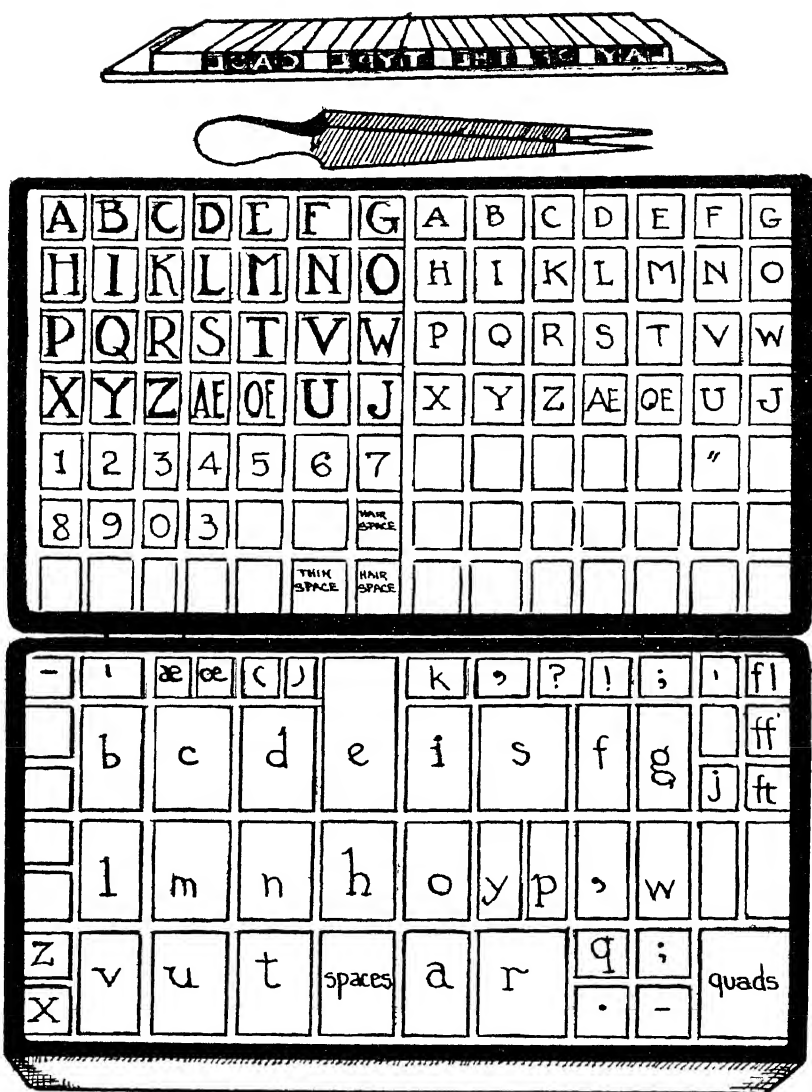 A B C D E F G A B C D E F G
H I K L M N O H I K L M N O
P Q R S T V W P Q R S T V W
X Y Z AE OE U J X Y Z AE OE U J
1 2 3 4 5 6 7 "
8 9 0 3 HAIR SPACE
THIN SPACE HAIR SPACE
- ' æ œ ( ) k , ? ! ; ' fl
b c d e i s f g ff
j ft
l m n h o y p , w
Z v u t spaces a r q ; quads
X . -